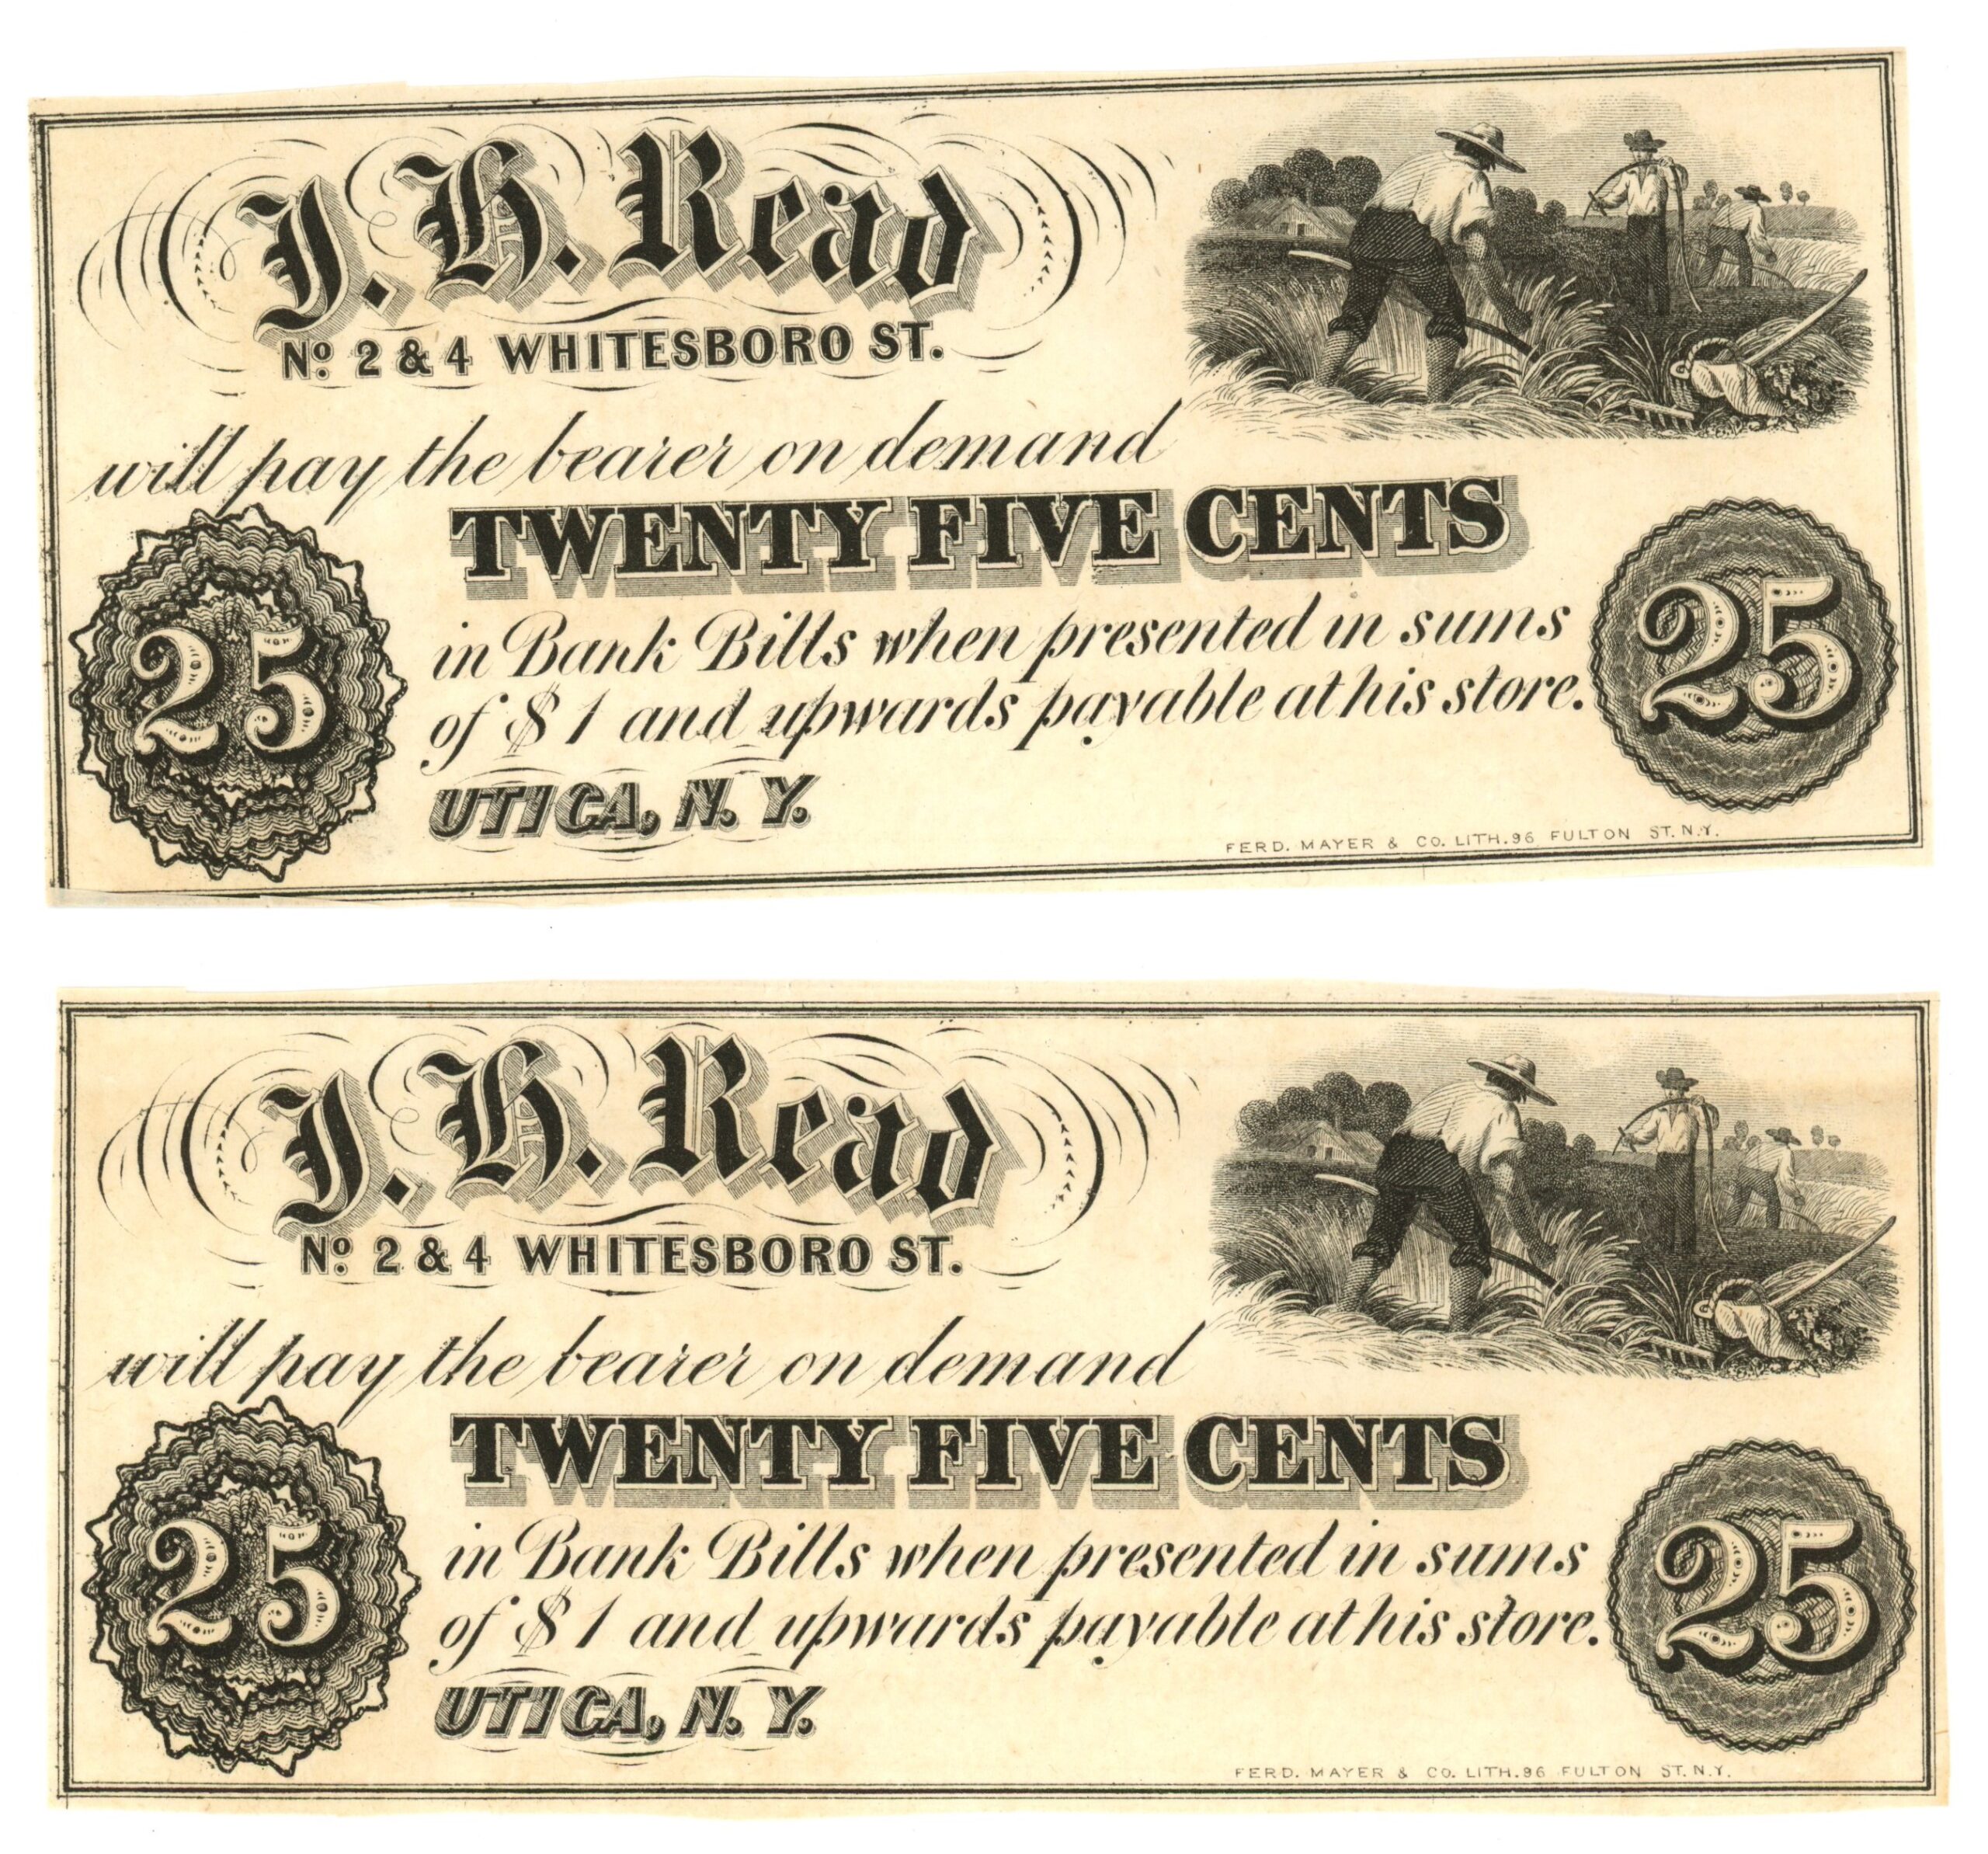 J. H. Read
No. 2 & 4 WHITESBORO ST.
will pay the bearer on demand
TWENTY FIVE CENTS
25
in Bank Bills when presented in sums
25
of $1 and upwards payable at his store.
UTICA, N. Y.
FERD. MAYER & CO. LITH. 96 FULTON ST. N.Y.
J. H. Read
No. 2 & 4 WHITESBORO ST.
will pay the bearer on demand
TWENTY FIVE CENTS
25
in Bank Bills when presented in sums
25
of $1 and upwards payable at his store.
UTICA, N. Y.
FERD. MAYER & CO. LITH. 96 FULTON ST. N.Y.